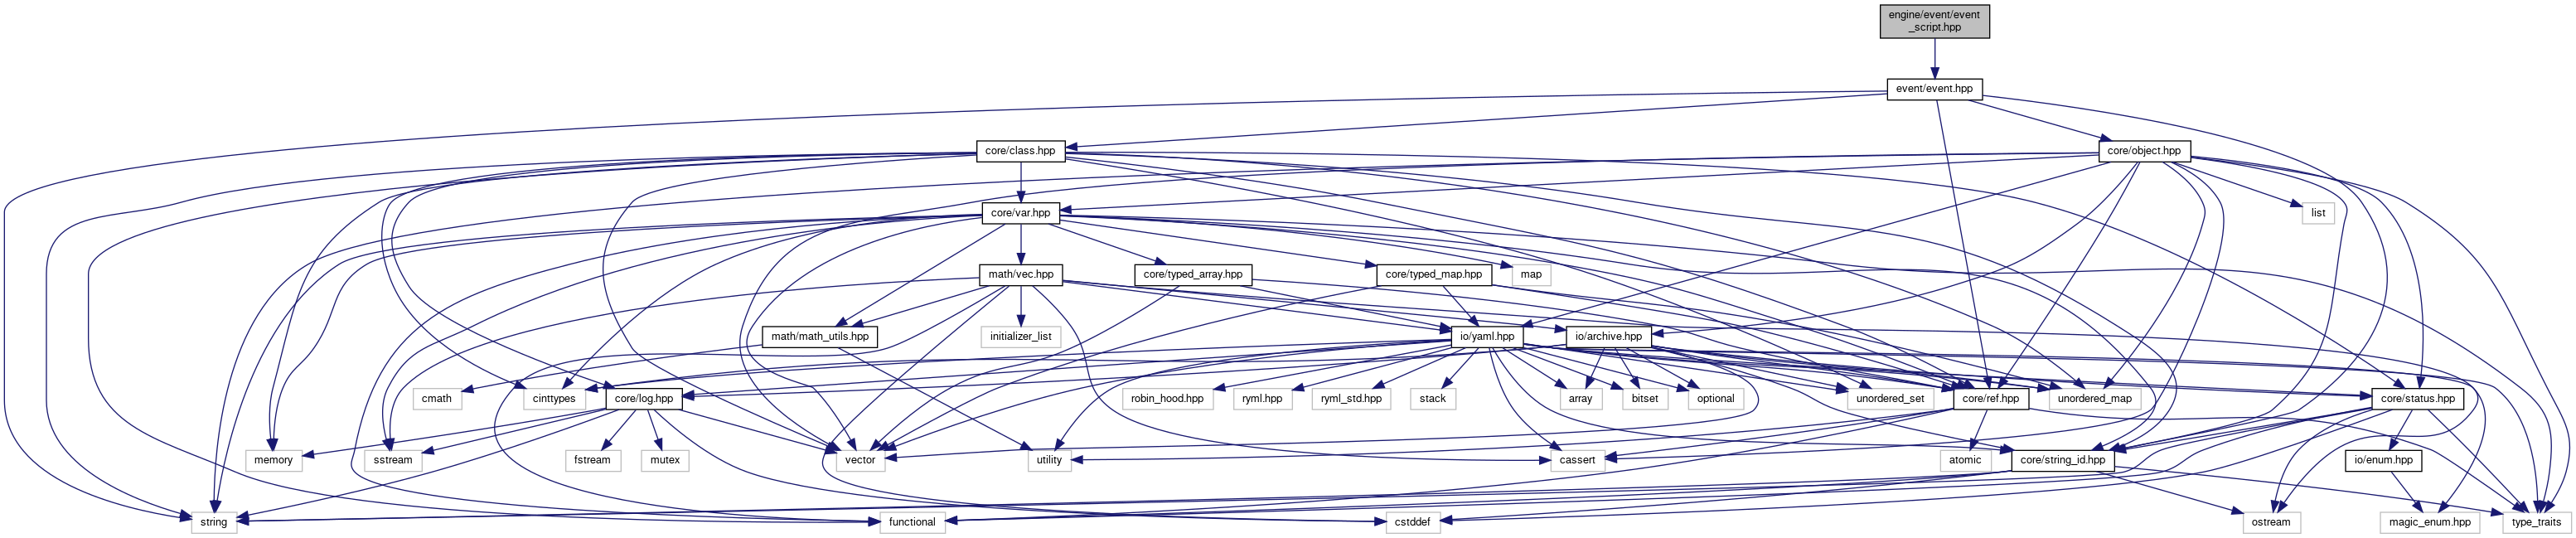 engine/event/event
_script.hpp
event/event.hpp
core/class.hpp
core/object.hpp
core/var.hpp
list
math/vec.hpp
core/typed_array.hpp
core/typed_map.hpp
map
math/math_utils.hpp
initializer_list
io/yaml.hpp
io/archive.hpp
cmath
cinttypes
core/log.hpp
robin_hood.hpp
ryml.hpp
ryml_std.hpp
stack
array
bitset
optional
unordered_set
core/ref.hpp
unordered_map
core/status.hpp
memory
sstream
fstream
mutex
vector
utility
cassert
atomic
core/string_id.hpp
io/enum.hpp
string
functional
cstddef
ostream
magic_enum.hpp
type_traits